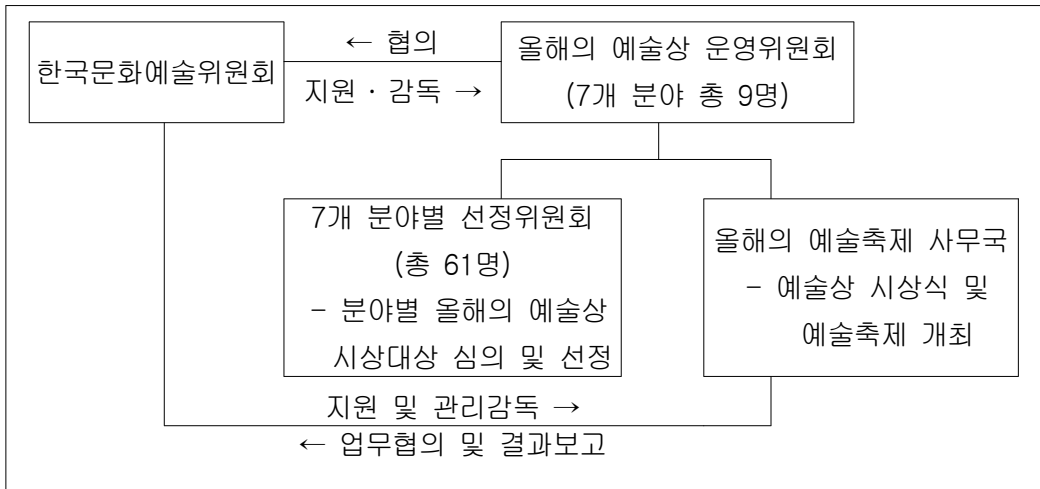 한국문화예술위원회
← 협의
지원 · 감독 →
올해의 예술상 운영위원회
(7개 분야 총 9명)
7개 분야별 선정위원회
(총 61명)
- 분야별 올해의 예술상
시상대상 심의 및 선정
올해의 예술축제 사무국
- 예술상 시상식 및
예술축제 개최
지원 및 관리감독 →
← 업무협의 및 결과보고